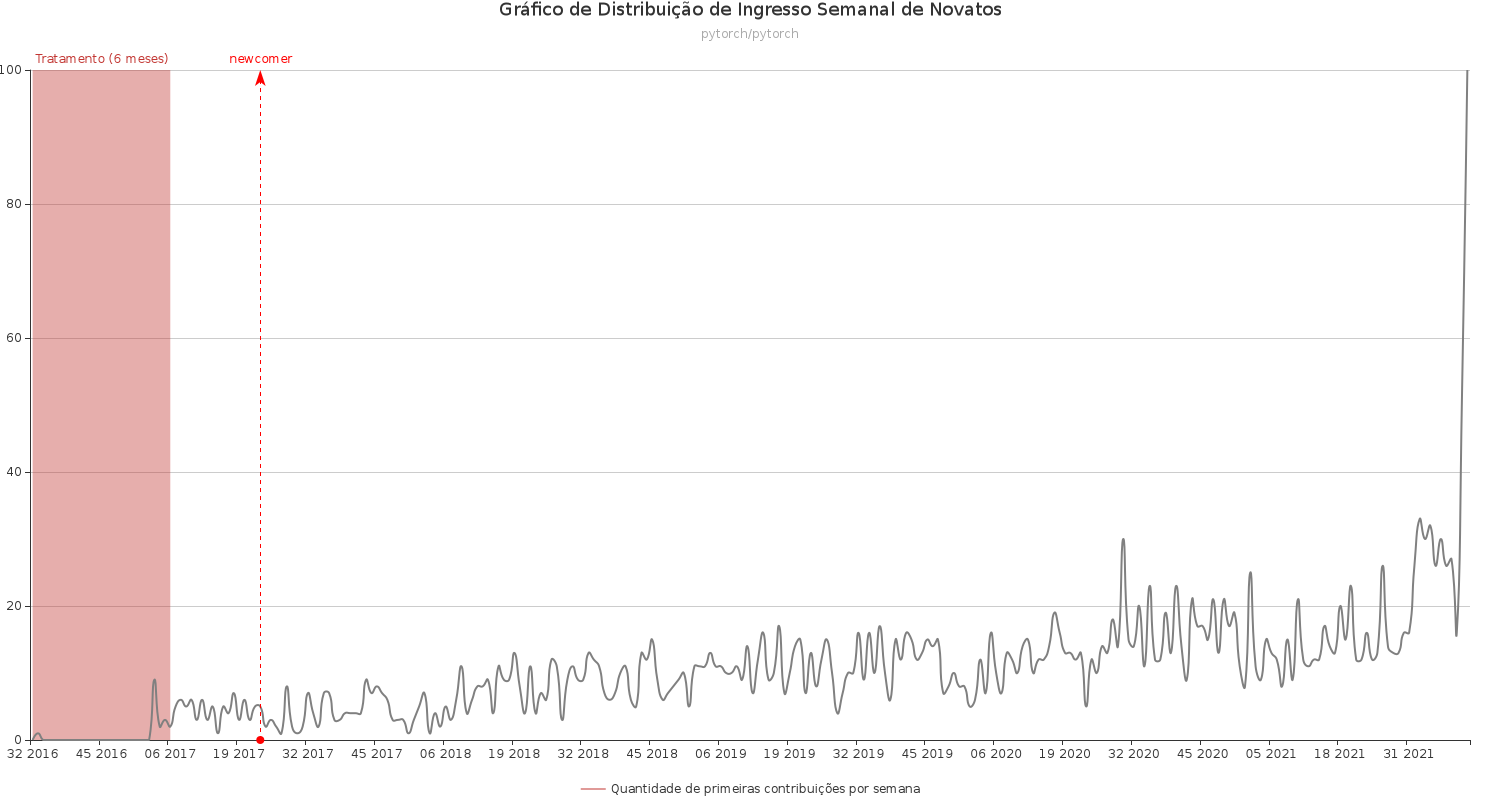 Gráfico de Distribuição de Ingresso Semanal de Novatos
pytorch/pytorch
Tratamento (6 meses)
newcomer
100
80
60
40
20
0
32 2016 45 2016 06 2017 19 2017 32 2017 45 2017 06 2018 19 2018 32 2018 45 2018 06 2019 19 2019 32 2019 45 2019 06 2020 19 2020 32 2020 45 2020 05 2021 18 2021 31 2021
Quantidade de primeiras contribuições por semana